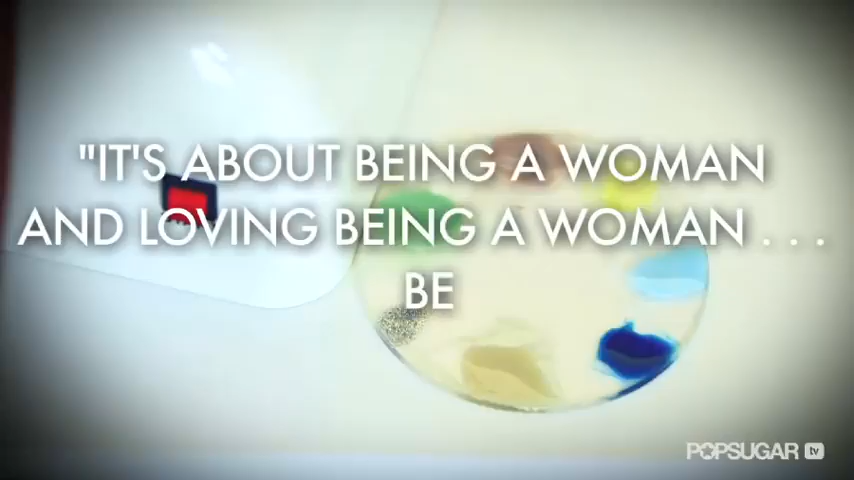 "IT'S ABOUT BEING A WOMAN
AND LOVING BEING A WOMAN . . .
BE
POPSUGAR tv